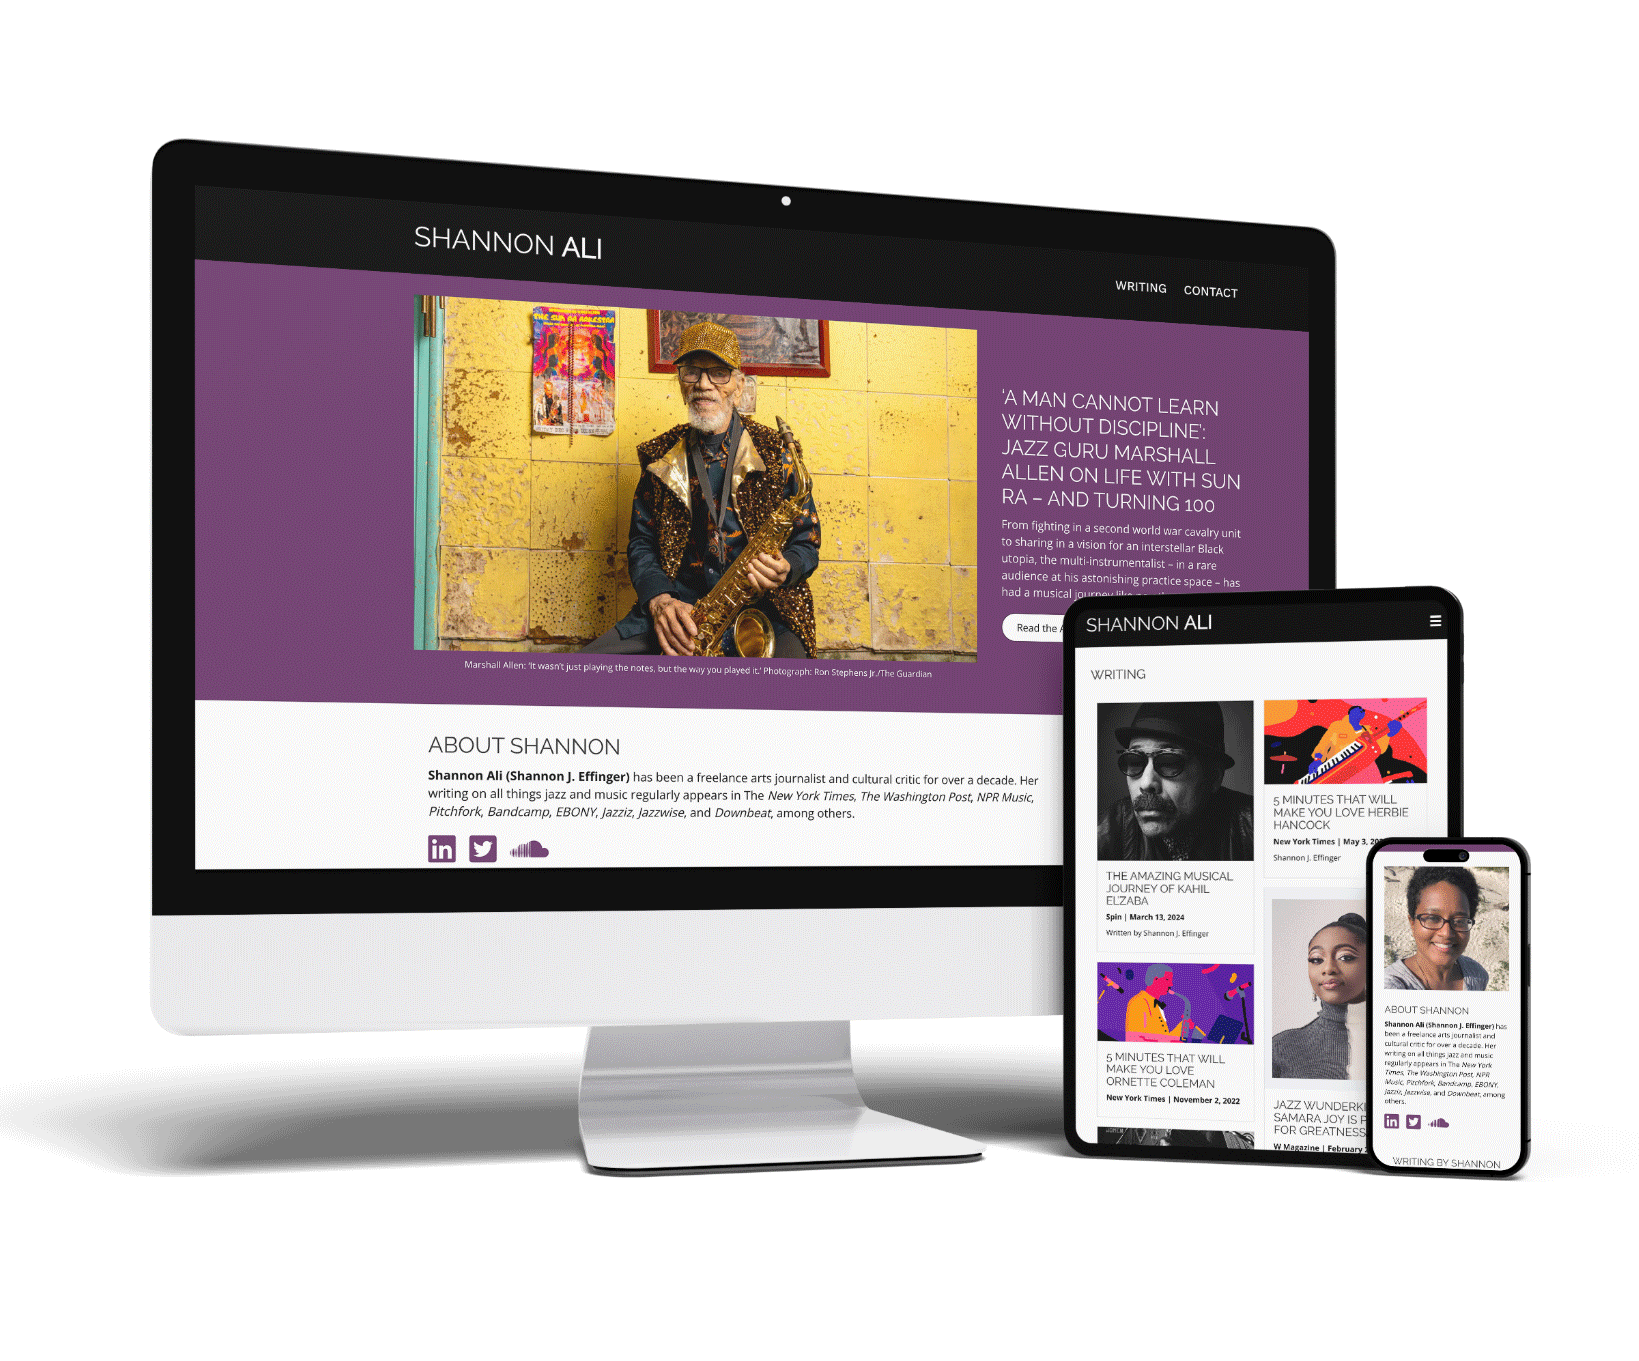 SHANNON ALI
WRITING CONTACT
THE SUN RA ARKESTRA
‘A MAN CANNOT LEARN
WITHOUT DISCIPLINE’:
JAZZ GURU MARSHALL
ALLEN ON LIFE WITH SUN
RA – AND TURNING 100
From fighting in a second world war cavalry unit
to sharing in a vision for an interstellar Black
utopia, the multi-instrumentalist – in a rare
audience at his astonishing practice space – has
had a musical journey like
Read the
Marshall Allen: ‘It wasn’t just playing the notes, but the way you played it.’ Photograph: Ron Stephens Jr./The Guardian
ABOUT SHANNON
Shannon Ali (Shannon J. Effinger) has been a freelance arts journalist and cultural critic for over a decade. Her
writing on all things jazz and music regularly appears in The New York Times, The Washington Post, NPR Music,
Pitchfork, Bandcamp, EBONY, Jazziz, Jazzwise, and Downbeat, among others.
in
SHANNON ALI
WRITING
THE AMAZING MUSICAL
JOURNEY OF KAHIL
EL'ZABA
Spin | March 13, 2024
Written by Shannon J. Effinger
5 MINUTES THAT WILL
MAKE YOU LOVE
ORNETTE COLEMAN
New York Times | November 2, 2022
5 MINUTES THAT WILL
MAKE YOU LOVE HERBIE
HANCOCK
New York Times | May 3,
Shannon J. Effinger
JAZZ WUNDERKI
SAMARA JOY IS P
FOR GREATNESS
W Magazine | February
ABOUT SHANNON
Shannon Ali (Shannon J. Effinger) has
been a freelance arts journalist and
cultural critic for over a decade. Her
writing on all things jazz and music
regularly appears in The New York
Times, The Washington Post, NPR
Music, Pitchfork, Bandcamp, EBONY,
Jazziz, Jazzwise, and Downbeat, among
others.
in
WRITING BY SHANNON